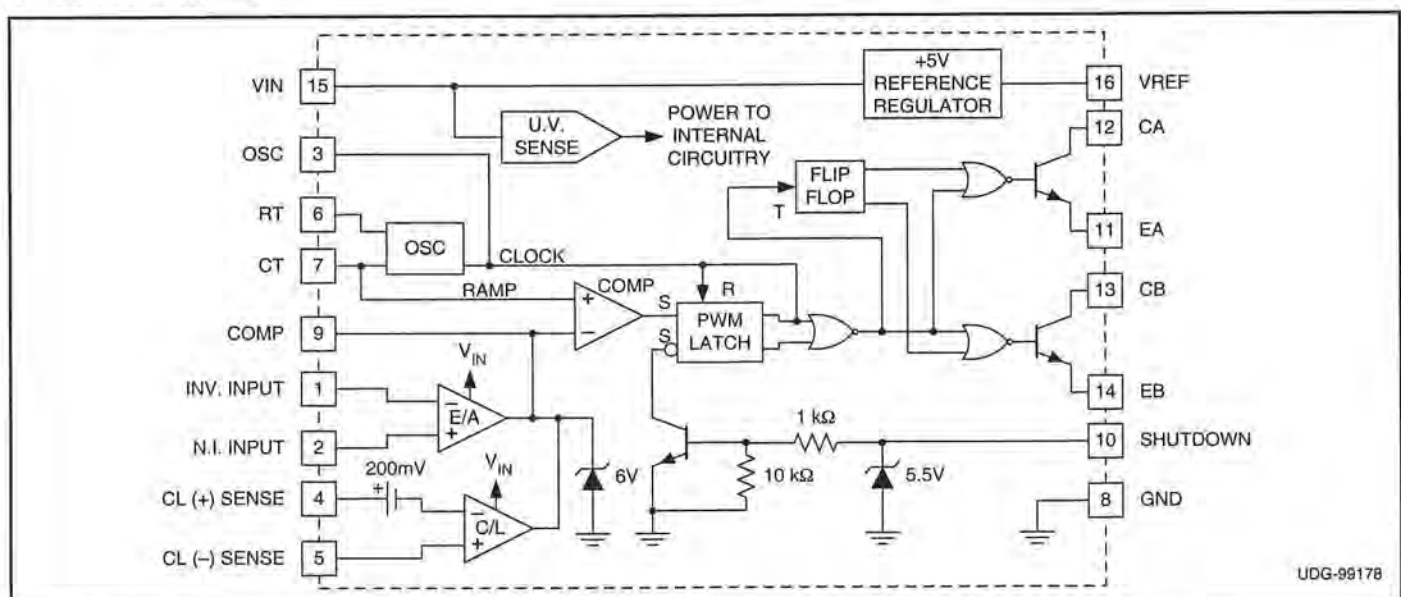 VIN
15
OSC
3
RT
6
CT
7
COMP
9
INV. INPUT
1
N.I. INPUT
2
CL (+) SENSE
4
CL (–) SENSE
5
U.V.
SENSE
POWER TO
INTERNAL
CIRCUITRY
+5V
REFERENCE
REGULATOR
OSC
CLOCK
RAMP
COMP
+
–
S
R
S
PWM
LATCH
T
FLIP
FLOP
VIN
–
E/A
+
200mV
+
VIN
–
C/L
+
6V
1 kΩ
10 kΩ
5.5V
16
VREF
12
CA
11
EA
13
CB
14
EB
10
SHUTDOWN
8
GND
UDG-99178